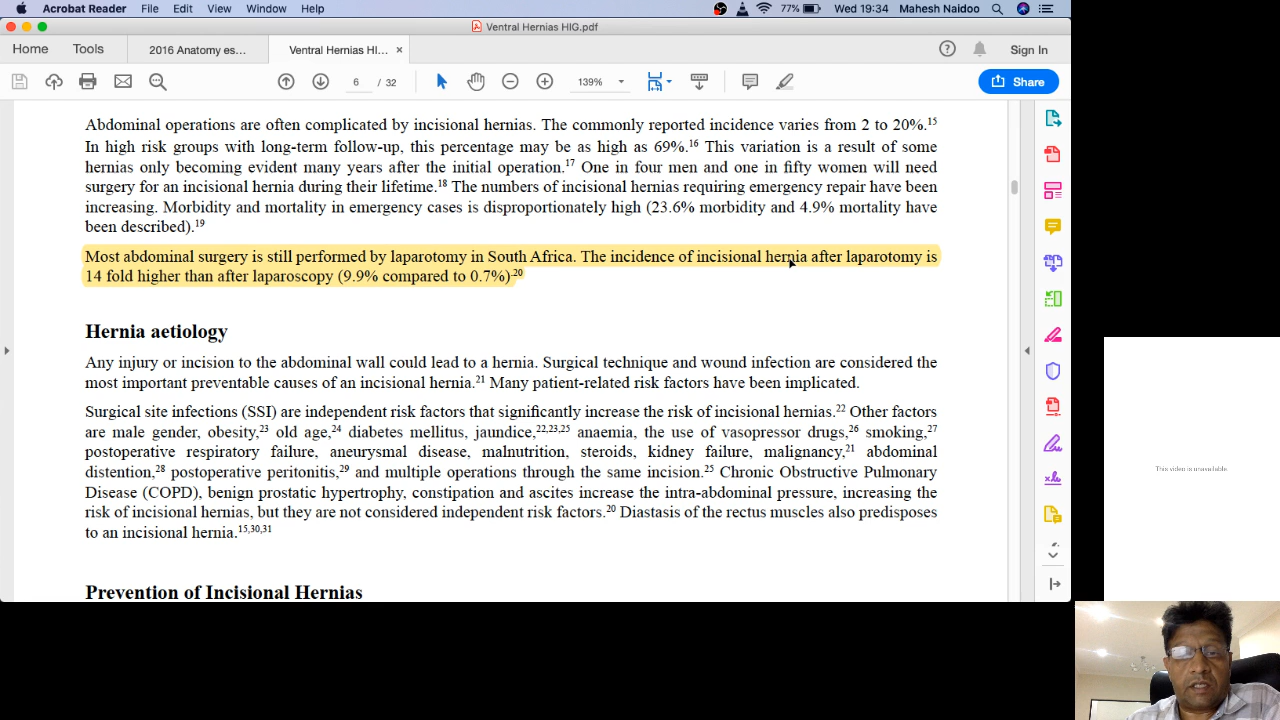 Acrobat Reader File Edit View Window Help 77% Wed 19:34 Mahesh Naidoo
Ventral Hernias HIG.pdf
Home Tools 2016 Anatomy es... Ventral Hernias HI... × Sign In
6 / 32 139% Share
Abdominal operations are often complicated by incisional hernias. The commonly reported incidence varies from 2 to 20%.15
In high risk groups with long-term follow-up, this percentage may be as high as 69%.16 This variation is a result of some
hernias only becoming evident many years after the initial operation.17 One in four men and one in fifty women will need
surgery for an incisional hernia during their lifetime.18 The numbers of incisional hernias requiring emergency repair have been
increasing. Morbidity and mortality in emergency cases is disproportionately high (23.6% morbidity and 4.9% mortality have
been described).19
Most abdominal surgery is still performed by laparotomy in South Africa. The incidence of incisional hernia after laparotomy is
14 fold higher than after laparoscopy (9.9% compared to 0.7%).20
Hernia aetiology
Any injury or incision to the abdominal wall could lead to a hernia. Surgical technique and wound infection are considered the
most important preventable causes of an incisional hernia.21 Many patient-related risk factors have been implicated.
Surgical site infections (SSI) are independent risk factors that significantly increase the risk of incisional hernias.22 Other factors
are male gender, obesity,23 old age,24 diabetes mellitus, jaundice,22,23,25 anaemia, the use of vasopressor drugs,26 smoking,27
postoperative respiratory failure, aneurysmal disease, malnutrition, steroids, kidney failure, malignancy,21 abdominal
distention,28 postoperative peritonitis.29 and multiple operations through the same incision.25 Chronic Obstructive Pulmonary
Disease (COPD), benign prostatic hypertrophy, constipation and ascites increase the intra-abdominal pressure, increasing the
risk of incisional hernias, but they are not considered independent risk factors.20 Diastasis of the rectus muscles also predisposes
to an incisional hernia.15,30,31
Prevention of Incisional Hernias
This video is unavailable.